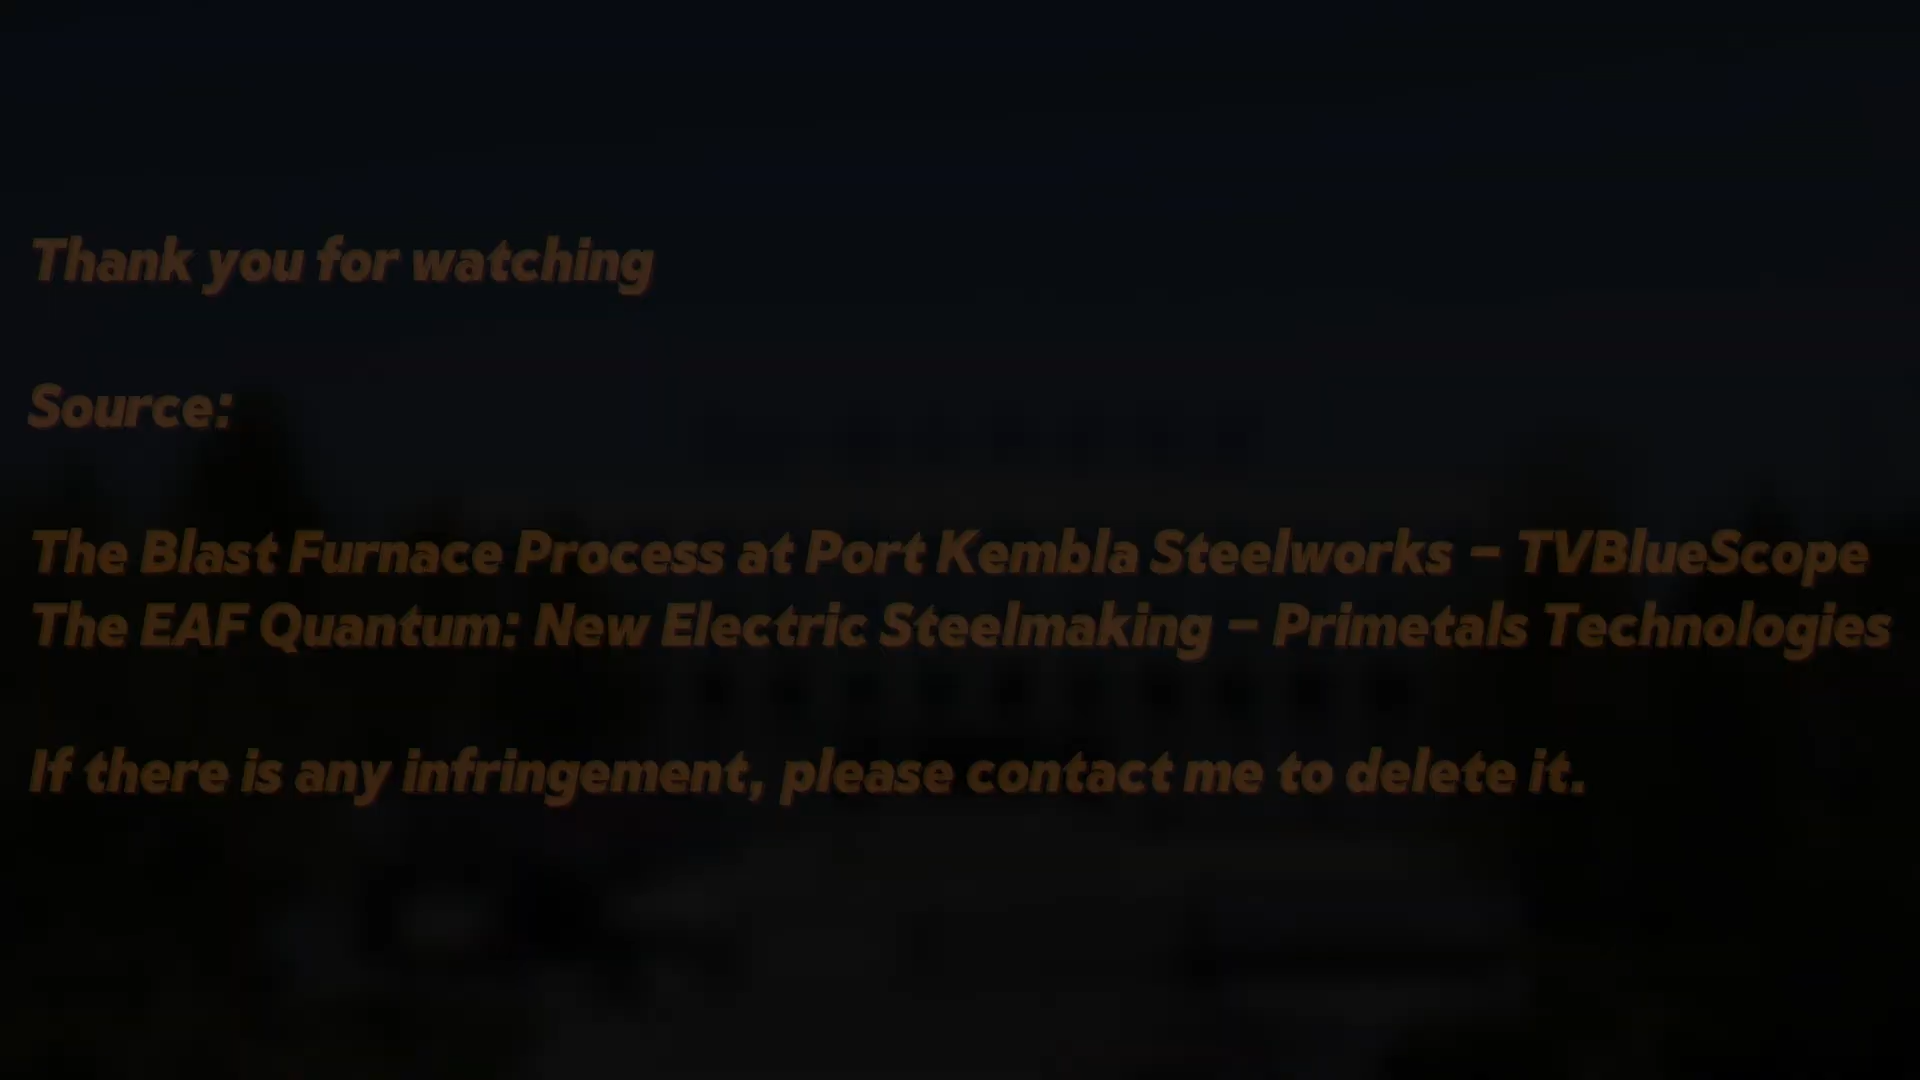 Thank you for watching
Source:
The Blast Furnace Process at Port Kembla Steelworks – TVBlueScope
The EAF Quantum: New Electric Steelmaking – Primetals Technologies
If there is any infringement, please contact me to delete it.